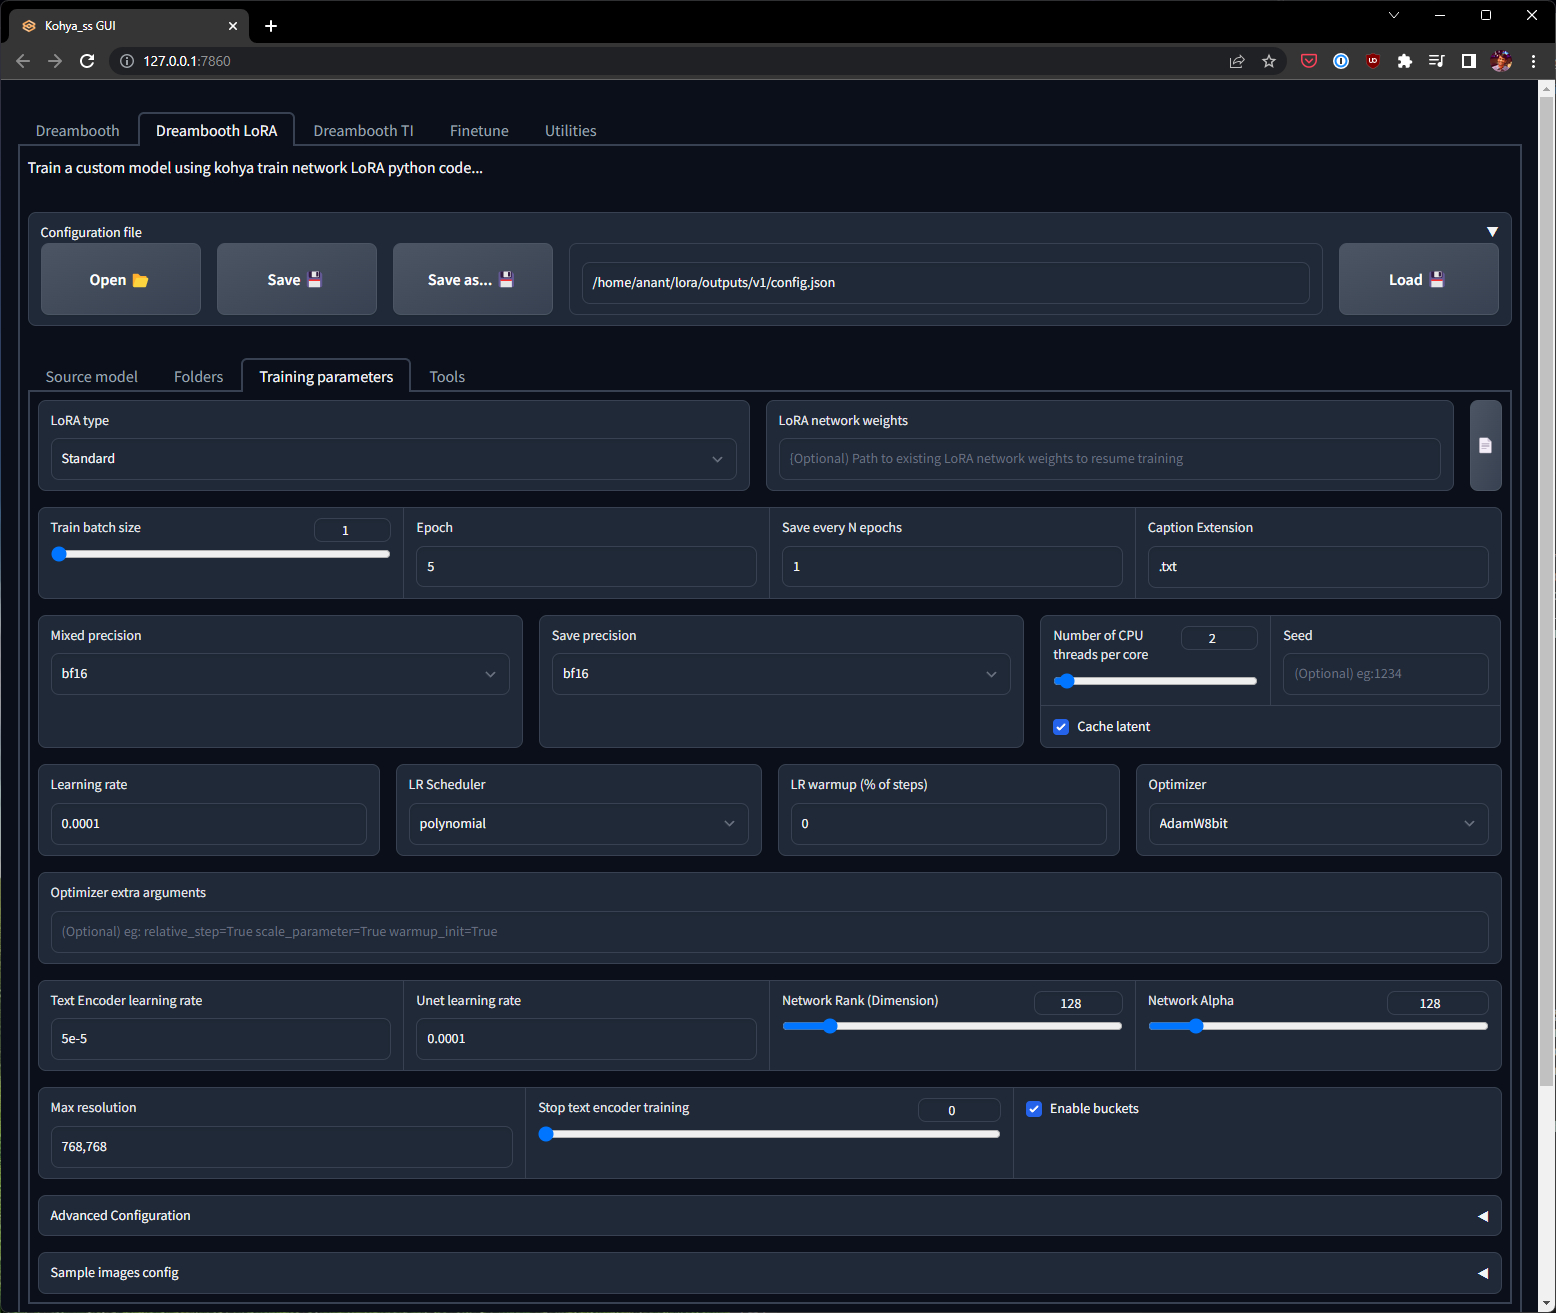 Kohya_ss GUI
127.0.0.1:7860
Dreambooth
Dreambooth LoRA
Dreambooth TI
Finetune
Utilities
Train a custom model using kohya train network LoRA python code...
Configuration file
Open
Save
Save as...
/home/anant/lora/outputs/v1/config.json
Load
Source model
Folders
Training parameters
Tools
LoRA type
Standard
LoRA network weights
{Optional) Path to existing LoRA network weights to resume training
Train batch size
1
Epoch
5
Save every N epochs
1
Caption Extension
.txt
Mixed precision
bf16
Save precision
bf16
Number of CPU
threads per core
2
Seed
(Optional) eg:1234
Cache latent
Learning rate
0.0001
LR Scheduler
polynomial
LR warmup (% of steps)
0
Optimizer
AdamW8bit
Optimizer extra arguments
(Optional) eg: relative_step=True scale_parameter=True warmup_init=True
Text Encoder learning rate
5e-5
Unet learning rate
0.0001
Network Rank (Dimension)
128
Network Alpha
128
Max resolution
768,768
Stop text encoder training
0
Enable buckets
Advanced Configuration
Sample images config